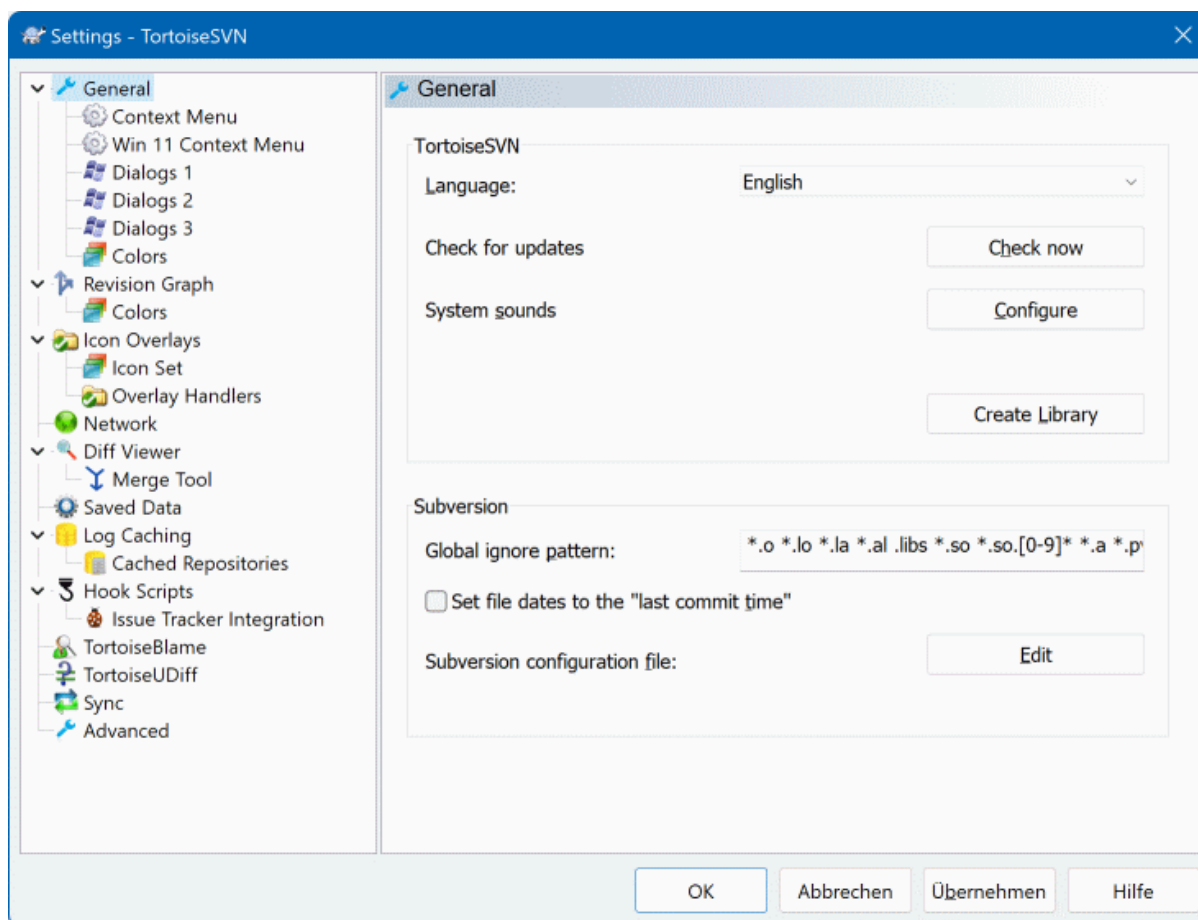 Settings - TortoiseSVN
General
Context Menu
Win 11 Context Menu
Dialogs 1
Dialogs 2
Dialogs 3
Colors
Revision Graph
Colors
Icon Overlays
Icon Set
Overlay Handlers
Network
Diff Viewer
Merge Tool
Saved Data
Log Caching
Cached Repositories
Hook Scripts
Issue Tracker Integration
TortoiseBlame
TortoiseUDiff
Sync
Advanced
General
TortoiseSVN
Language: English
Check for updates Check now
System sounds Configure
Create Library
Subversion
Global ignore pattern: *.o *.lo *.la *.al .libs *.so *.so.[0-9]* *.a
Set file dates to the "last commit time"
Subversion configuration file: Edit
OK Abbrechen Übernehmen Hilfe